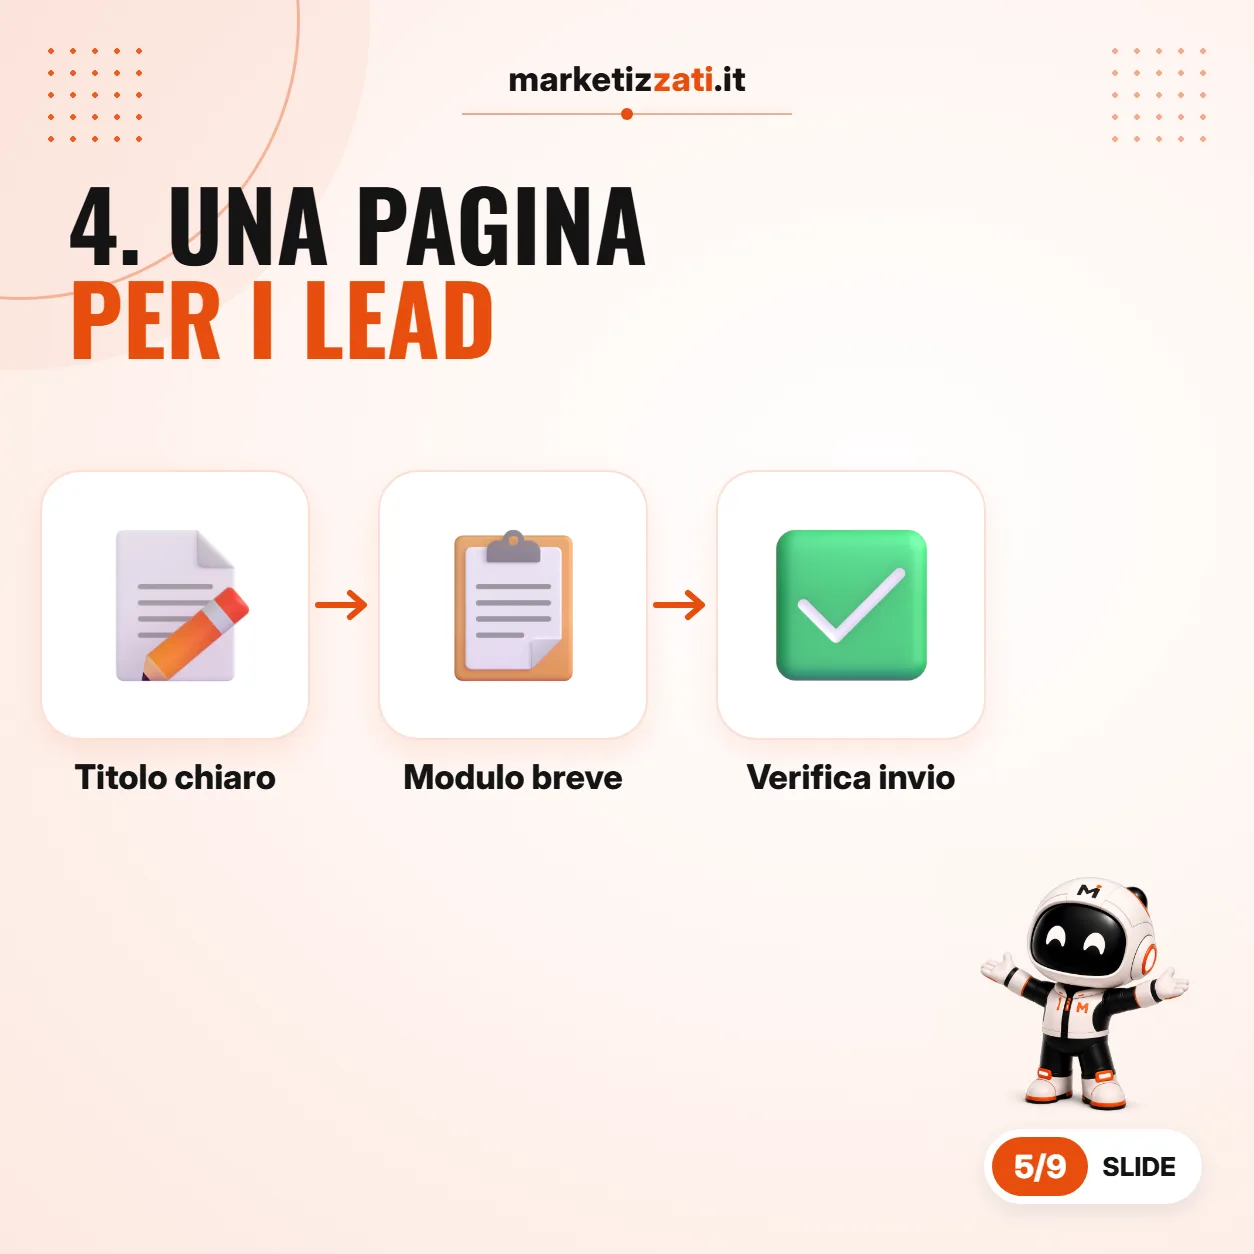 marketizzati.it
4. UNA PAGINA
PER I LEAD
Titolo chiaro
Modulo breve
Verifica invio
5/9 SLIDE